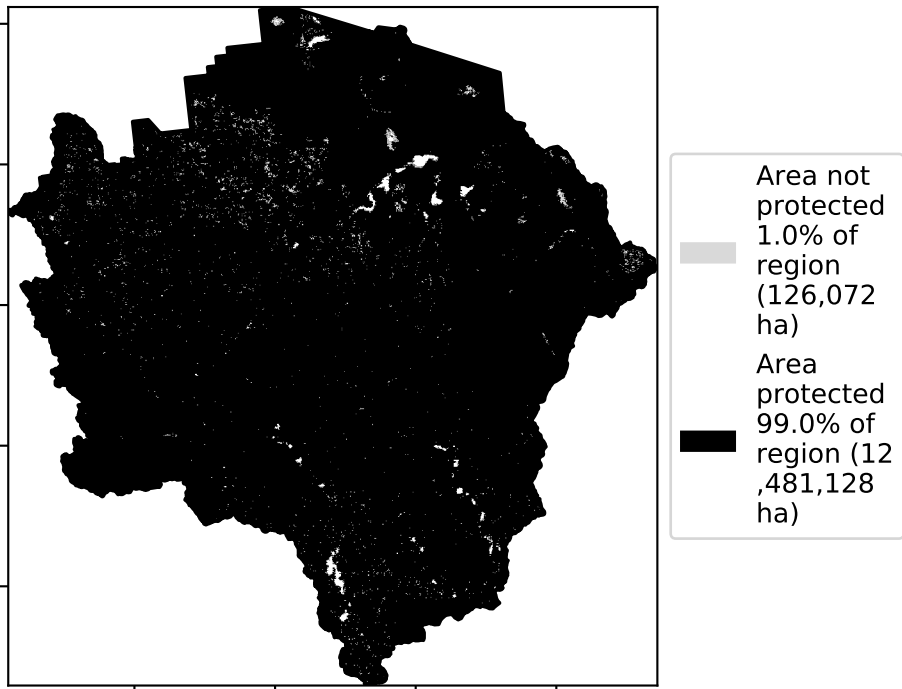 Area not
protected
1.0% of
region
(126,072
ha)
Area
protected
99.0% of
region (12
,481,128
ha)